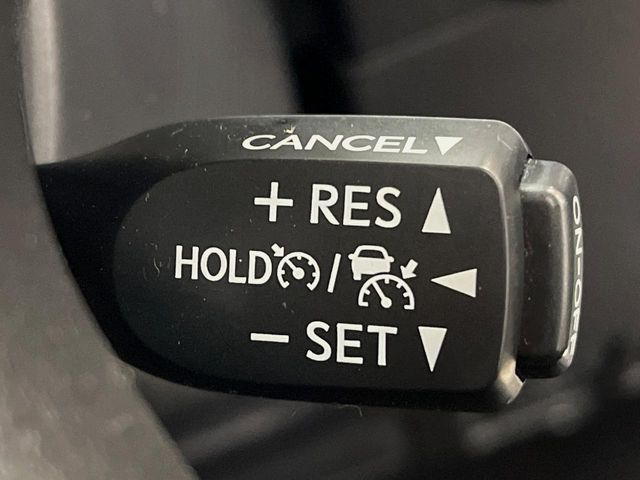 CANCEL ▼
+ RES ▲
HOLD / ◀
- SET ▼
ON-OFF